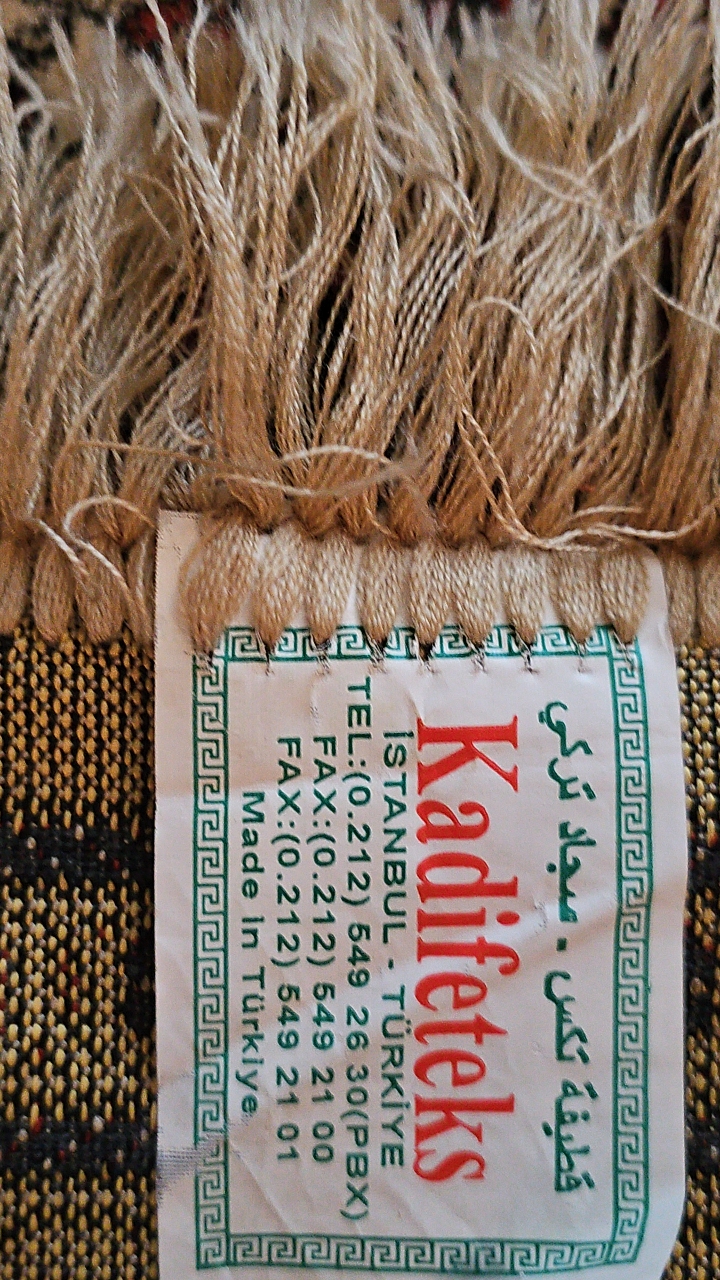 قطيفة تكس - سجاد تركي
Kadifeteks
İSTANBUL - TÜRKİYE
TEL:(0.212) 549 26 30(PBX)
FAX:(0.212) 549 21 00
FAX:(0.212) 549 21 01
Made in Türkiye